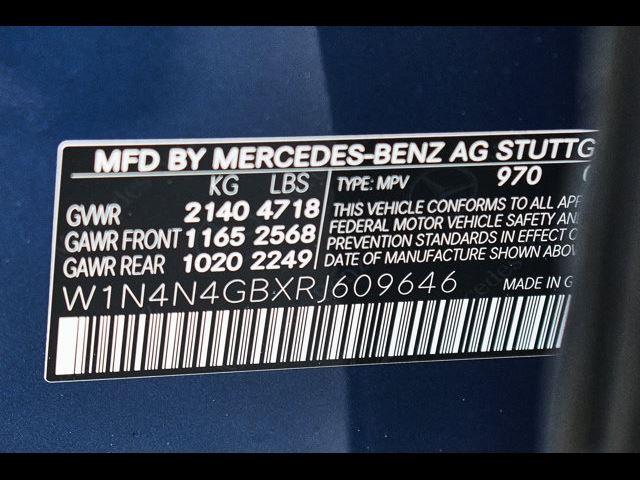 MFD BY MERCEDES-BENZ AG STUTTG
KG LBS TYPE: MPV 970
GVWR 2140 4718
GAWR FRONT 1165 2568
GAWR REAR 1020 2249
THIS VEHICLE CONFORMS TO ALL APP
FEDERAL MOTOR VEHICLE SAFETY AN
PREVENTION STANDARDS IN EFFECT O
DATE OF MANUFACTURE SHOWN ABOVE
W1N4N4GBXRJ609646 MADE IN G